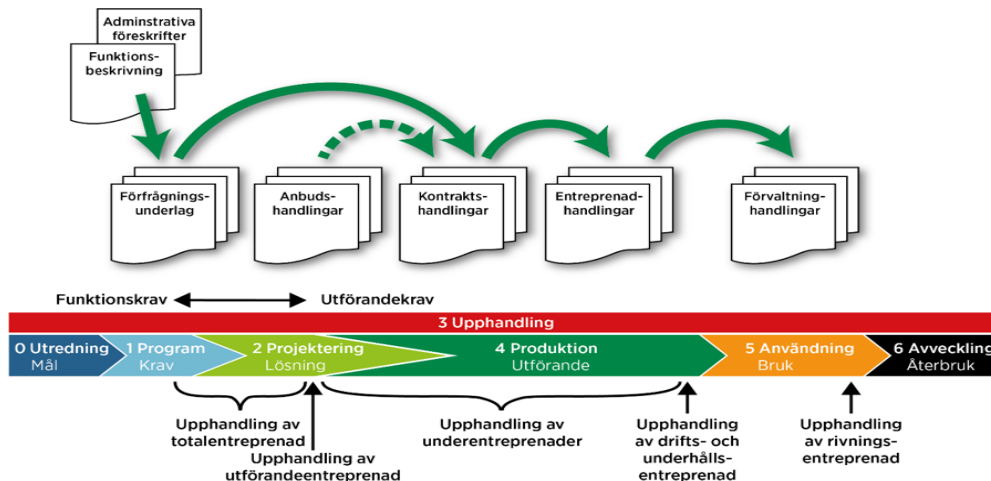 Adminstrativa
föreskrifter
Funktions-
beskrivning
Förfrågnings-
underlag
Anbuds-
handlingar
Kontrakts-
handlingar
Entreprenad-
handlingar
Förvaltning-
handlingar
Funktionskrav
Utförandekrav
3 Upphandling
0 Utredning
Mål
1 Program
Krav
2 Projektering
Lösning
4 Produktion
Utförande
5 Användning
Bruk
6 Avveckling
Återbruk
Upphandling av
totalentreprenad
Upphandling av
utförandeentreprenad
Upphandling av
underentreprenader
Upphandling
av drifts- och
underhålls-
entreprenad
Upphandling
av rivnings-
entreprenad